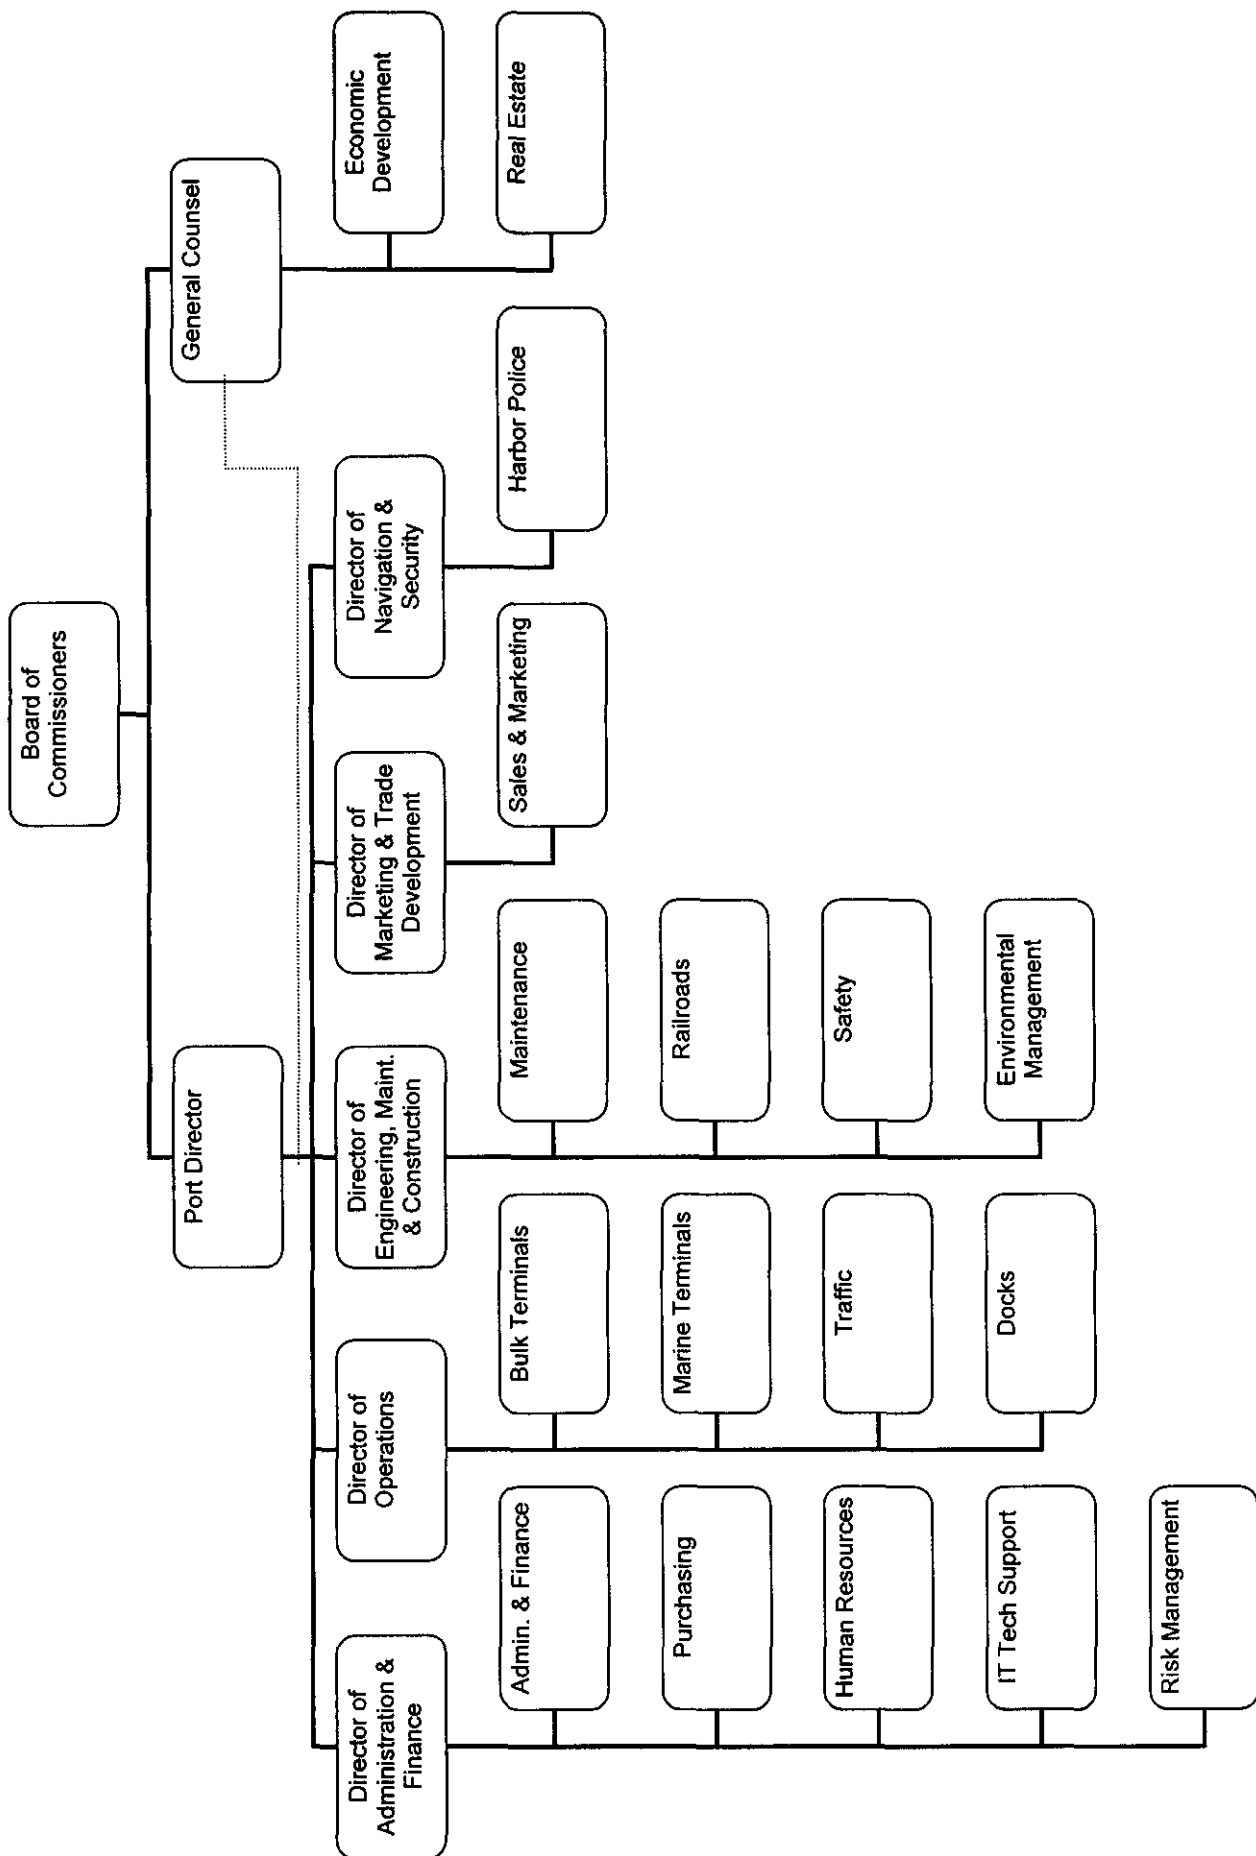 Board of
Commissioners
Port Director
General Counsel
Director of
Administration &
Finance
Director of
Operations
Director of
Engineering, Maint.
& Construction
Director of
Marketing & Trade
Development
Director of
Navigation &
Security
Economic
Development
Admin. & Finance
Bulk Terminals
Maintenance
Sales & Marketing
Harbor Police
Real Estate
Purchasing
Marine Terminals
Railroads
Human Resources
Traffic
Safety
IT Tech Support
Docks
Environmental
Management
Risk Management